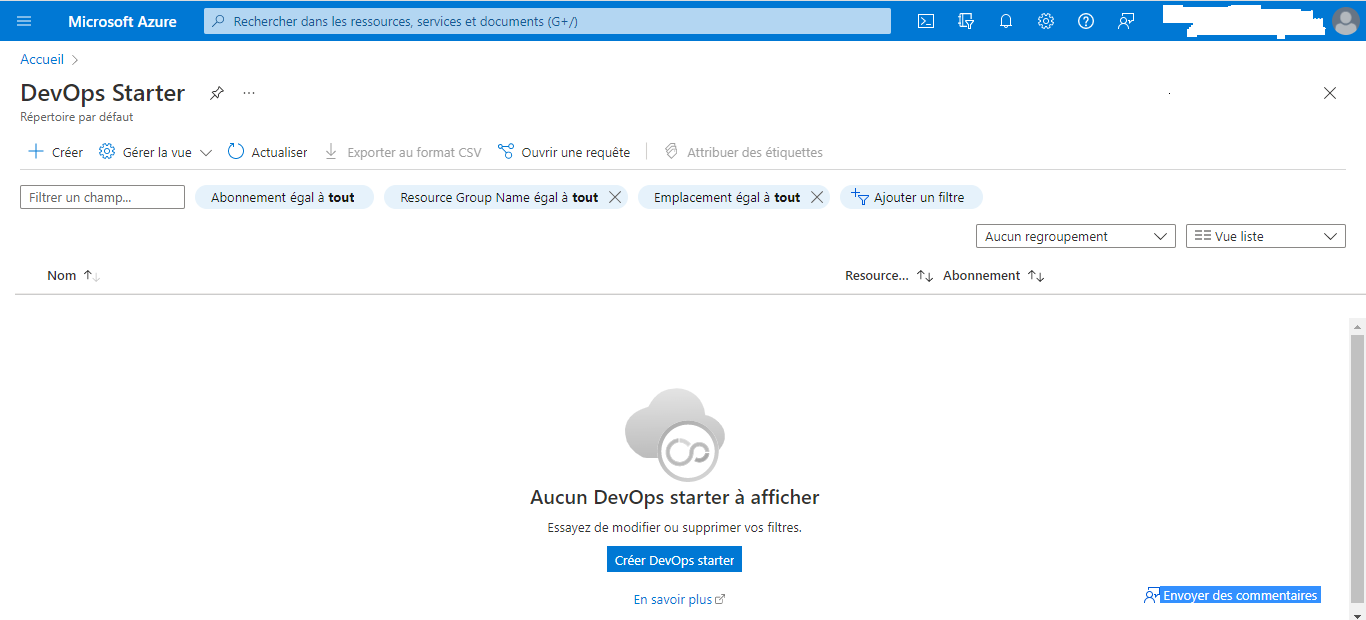 Microsoft Azure Rechercher dans les ressources, services et documents (G+/)
Accueil
DevOps Starter ...
Répertoire par défaut
Créer Gérer la vue Actualiser Exporter au format CSV Ouvrir une requête Attribuer des étiquettes
Filtrer un champ... Abonnement égal à tout Resource Group Name égal à tout Emplacement égal à tout Ajouter un filtre
Aucun regroupement Vue liste
Nom Resource... Abonnement
Aucun DevOps starter à afficher
Essayez de modifier ou supprimer vos filtres.
Créer DevOps starter
En savoir plus
Envoyer des commentaires